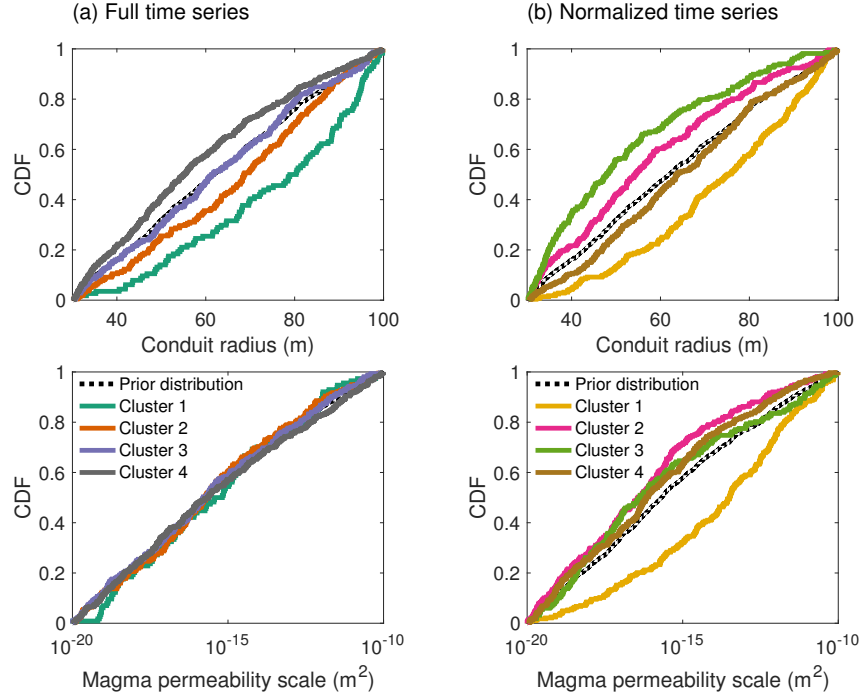 (a) Full time series
(b) Normalized time series
1
0.8
0.6
0.4
0.2
0
CDF
40 60 80 100
Conduit radius (m)
1
0.8
0.6
0.4
0.2
0
CDF
40 60 80 100
Conduit radius (m)
1
0.8
0.6
0.4
0.2
0
CDF
Prior distribution
Cluster 1
Cluster 2
Cluster 3
Cluster 4
10^-20 10^-15 10^-10
Magma permeability scale (m^2)
1
0.8
0.6
0.4
0.2
0
CDF
Prior distribution
Cluster 1
Cluster 2
Cluster 3
Cluster 4
10^-20 10^-15 10^-10
Magma permeability scale (m^2)